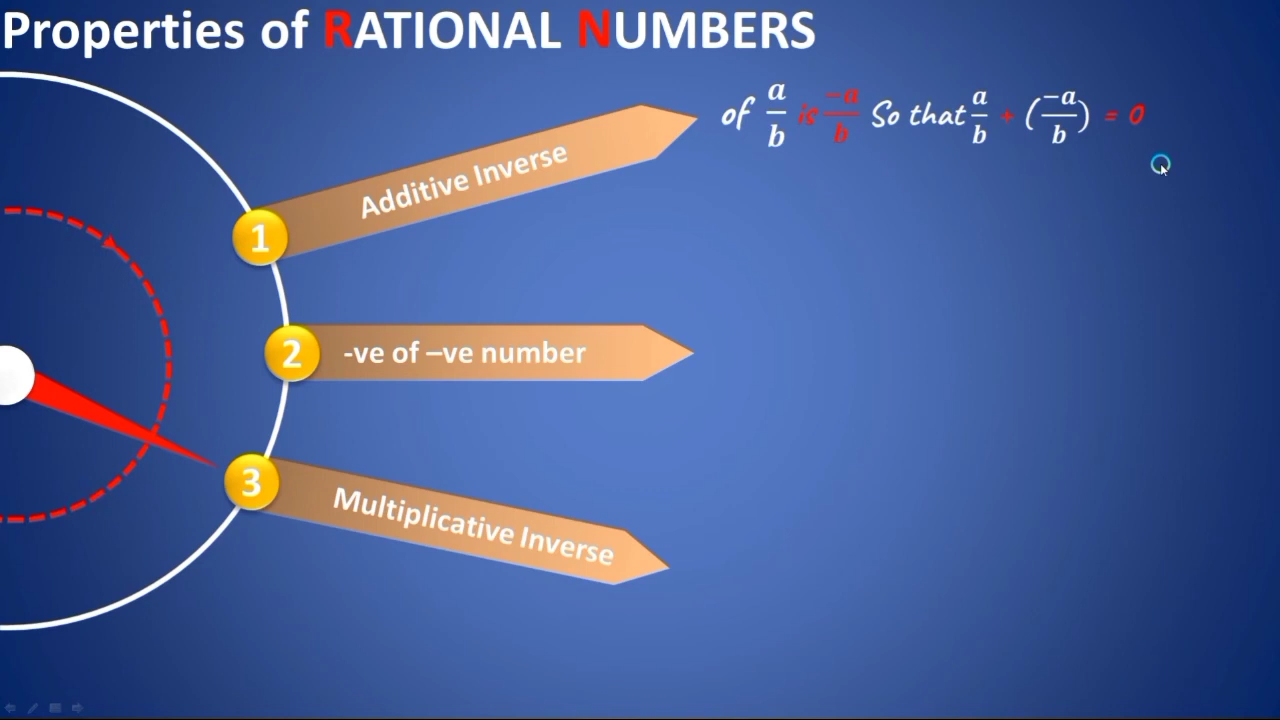 Properties of RATIONAL NUMBERS
1 Additive Inverse of a/b is -a/b So that a/b + (-a/b) = 0
2 -ve of –ve number
3 Multiplicative Inverse